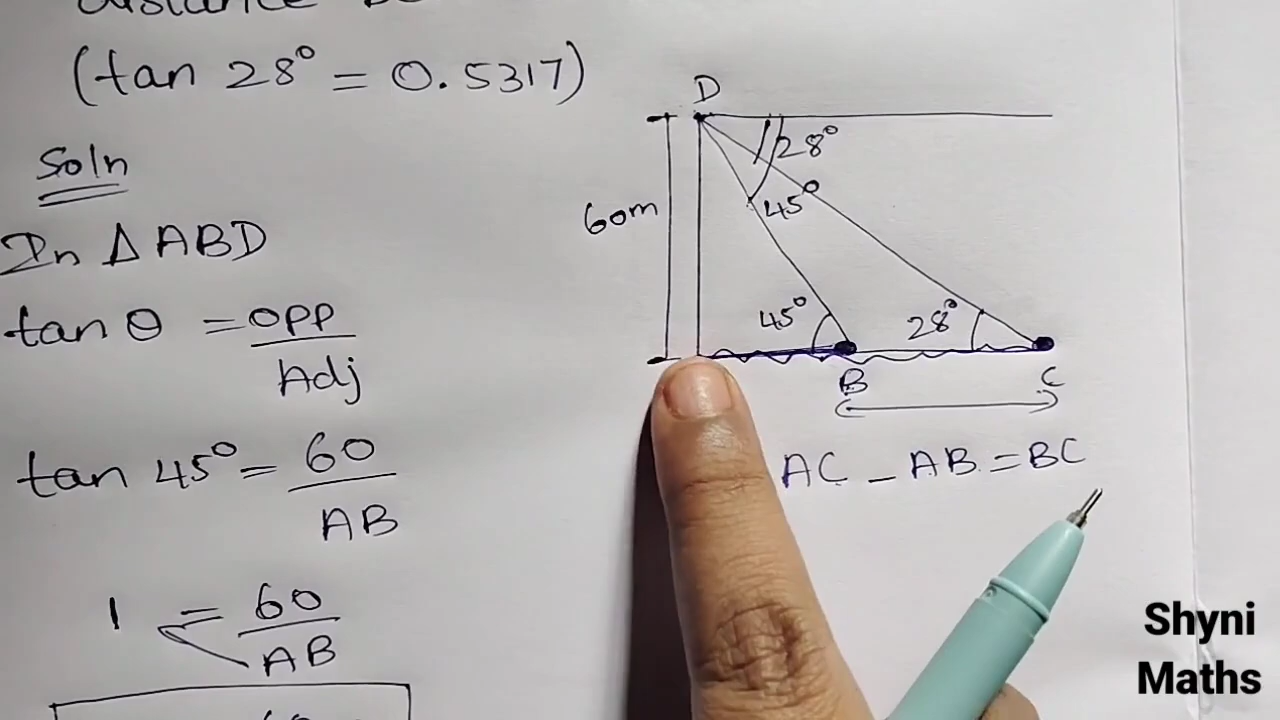 (tan 28° = 0.5317)
Soln
In Δ ABD
tan θ = opp
Adj
tan 45° = 60
AB
1 = 60
AB
D
28°
45°
60m
45°
28°
B
C
AC - AB = BC
Shyni
Maths